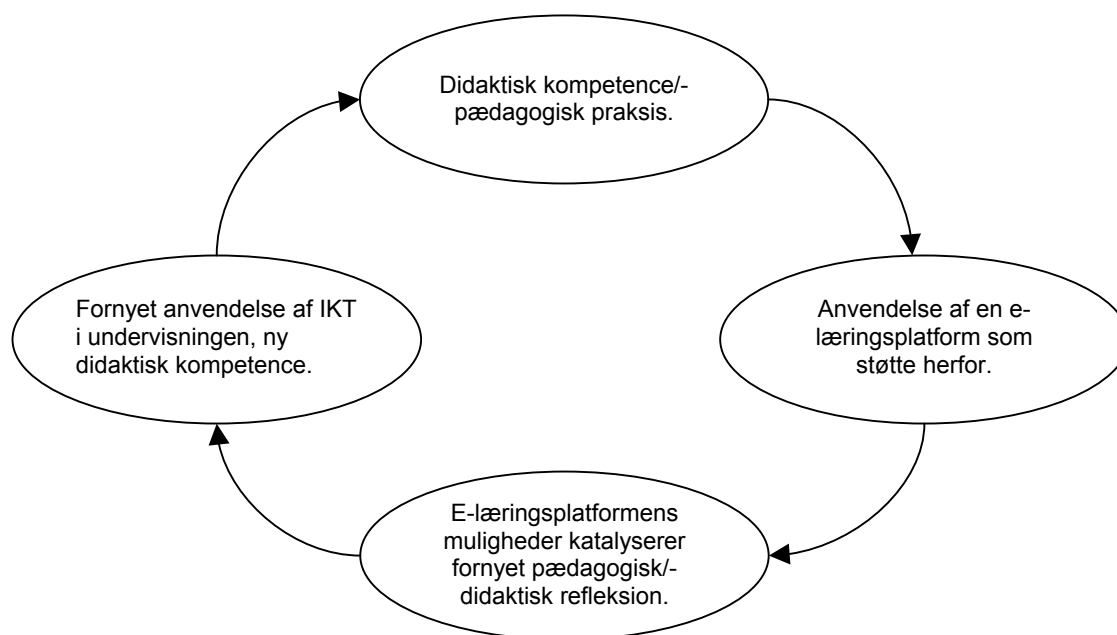 Didaktisk kompetence/-
pædagogisk praksis.
Fornyet anvendelse af IKT
i undervisningen, ny
didaktisk kompetence.
Anvendelse af en e-
læringsplatform som
støtte herfor.
E-læringsplatformens
muligheder katalyserer
fornyet pædagogisk/-
didaktisk refleksion.